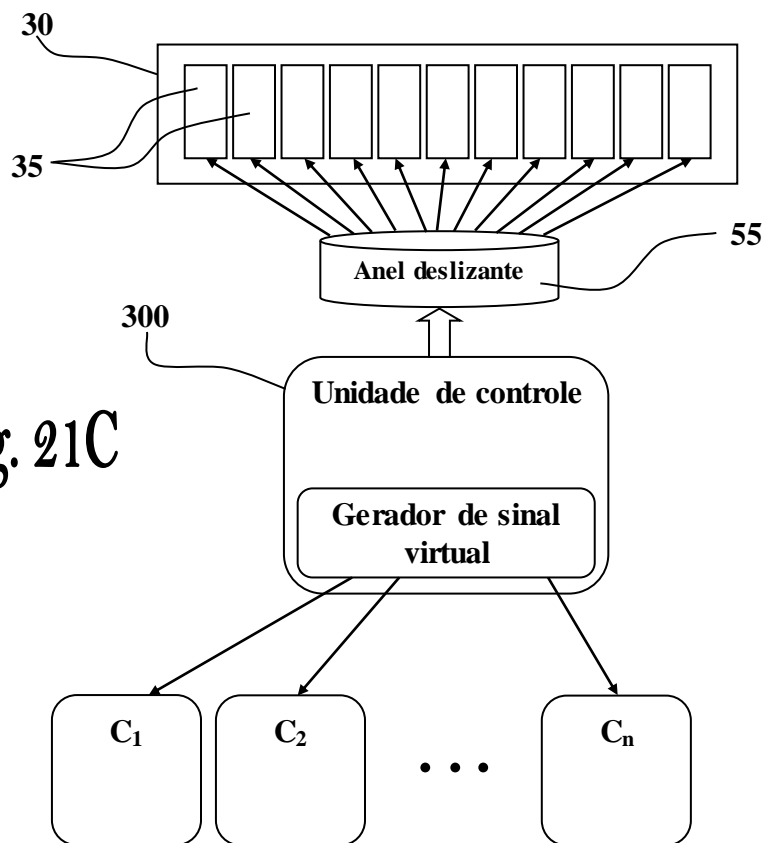 30
35
55
Anel deslizante
300
Unidade de controle
g. 21C
Gerador de sinal
virtual
C1
C2
. . .
Cn